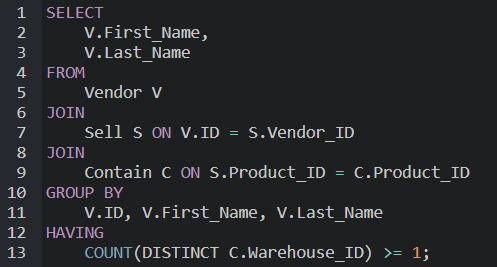 1 SELECT
2 V.First_Name,
3 V.Last_Name
4 FROM
5 Vendor V
6 JOIN
7 Sell S ON V.ID = S.Vendor_ID
8 JOIN
9 Contain C ON S.Product_ID = C.Product_ID
10 GROUP BY
11 V.ID, V.First_Name, V.Last_Name
12 HAVING
13 COUNT(DISTINCT C.Warehouse_ID) >= 1;